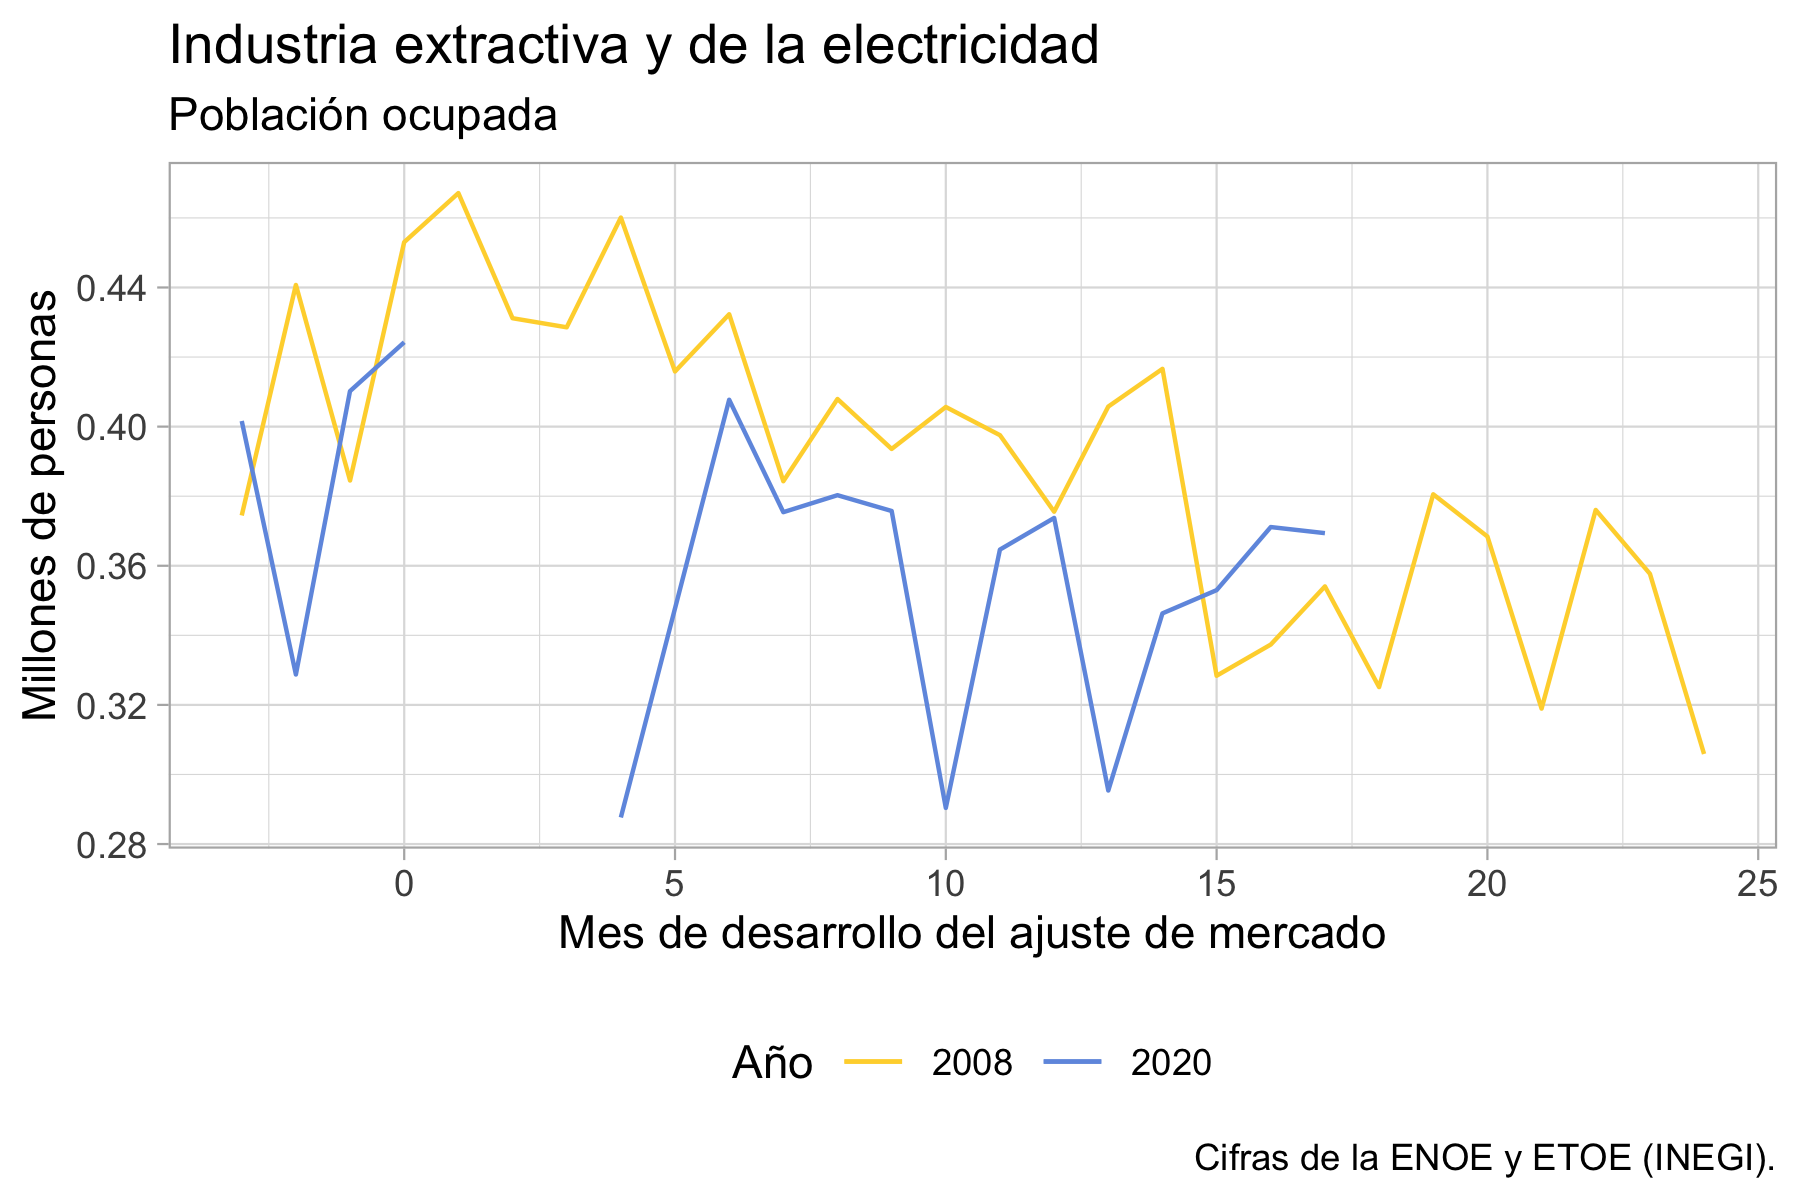 Industria extractiva y de la electricidad
Población ocupada
Millones de personas
0.44
0.40
0.36
0.32
0.28
0 5 10 15 20 25
Mes de desarrollo del ajuste de mercado
Año 2008 2020
Cifras de la ENOE y ETOE (INEGI).